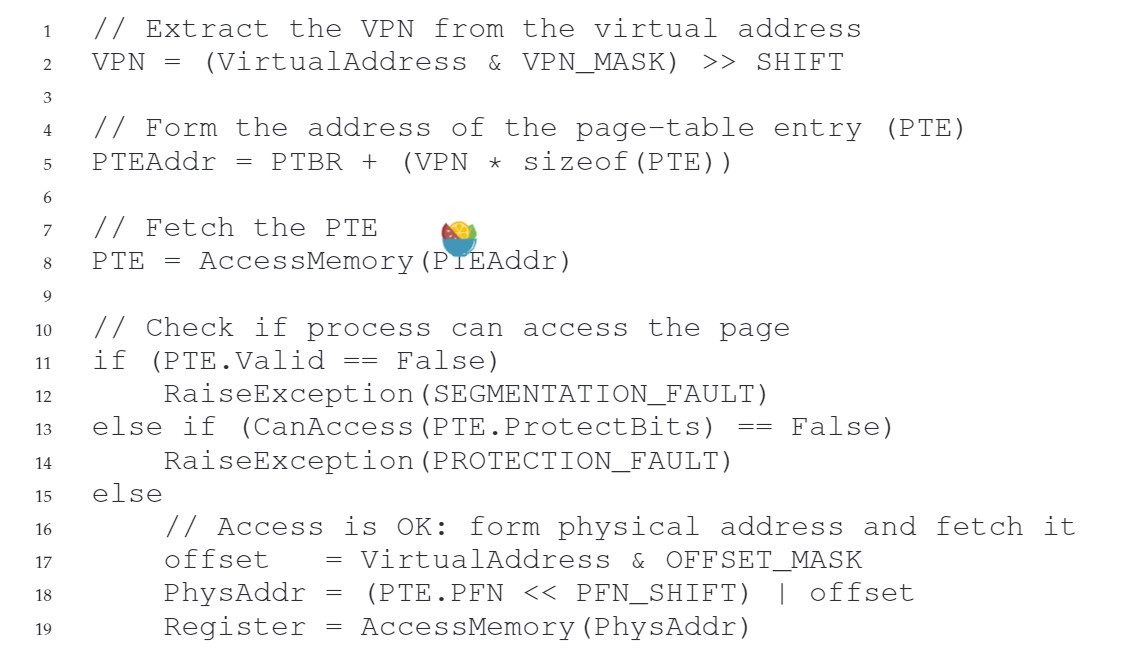 1 // Extract the VPN from the virtual address
2 VPN = (VirtualAddress & VPN_MASK) >> SHIFT
3
4 // Form the address of the page-table entry (PTE)
5 PTEAddr = PTBR + (VPN * sizeof(PTE))
6
7 // Fetch the PTE
8 PTE = AccessMemory(PTEAddr)
9
10 // Check if process can access the page
11 if (PTE.Valid == False)
12     RaiseException(SEGMENTATION_FAULT)
13 else if (CanAccess(PTE.ProtectBits) == False)
14     RaiseException(PROTECTION_FAULT)
15 else
16     // Access is OK: form physical address and fetch it
17     offset   = VirtualAddress & OFFSET_MASK
18     PhysAddr = (PTE.PFN << PFN_SHIFT) | offset
19     Register = AccessMemory(PhysAddr)